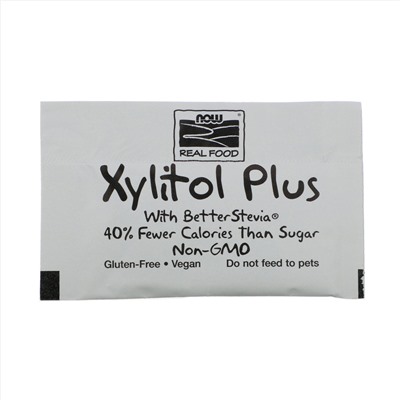 now®
REAL FOOD
Xylitol Plus
With BetterStevia®
40% Fewer Calories Than Sugar
Non-GMO
Gluten-Free • Vegan Do not feed to pets